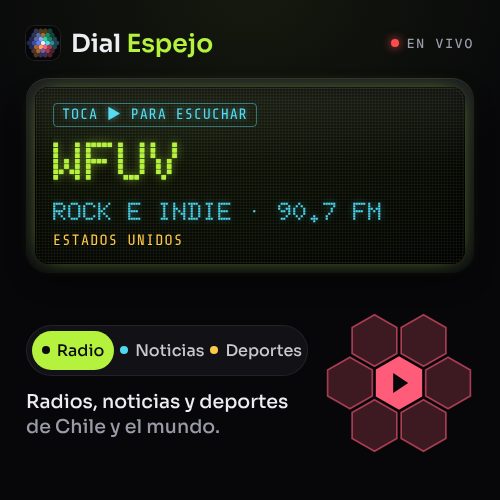 Dial Espejo
EN VIVO
TOCA ▶ PARA ESCUCHAR
WFUV
ROCK E INDIE · 90.7 FM
ESTADOS UNIDOS
Radio Noticias Deportes
Radios, noticias y deportes
de Chile y el mundo.